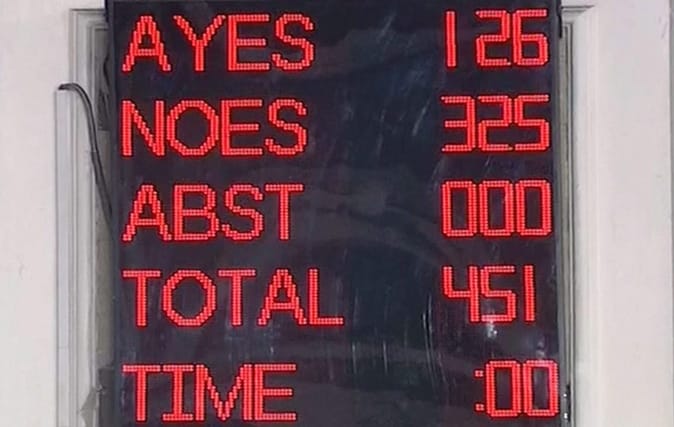 AYES 126
NOES 325
ABST 000
TOTAL 451
TIME :00